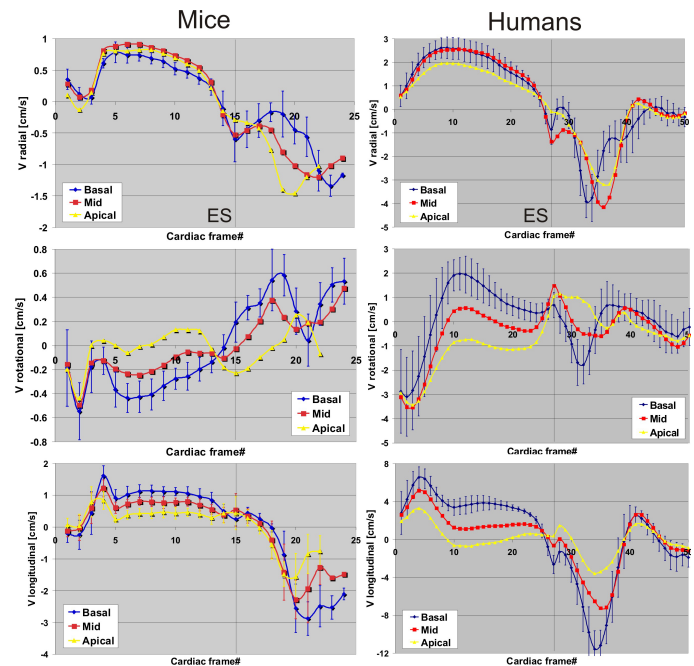 Mice
Humans
V radial [cm/s]
1
0.5
0
-0.5
-1
-1.5
-2
0 5 10 15 20 25
Basal
Mid
Apical
ES
Cardiac frame#
V radial [cm/s]
3
2
1
0
-1
-2
-3
-4
-5
0 10 20 30 40 50
Basal
Mid
Apical
ES
Cardiac frame#
V rotational [cm/s]
0.8
0.6
0.4
0.2
0
-0.2
-0.4
-0.6
-0.8
0 5 10 15 20 25
Basal
Mid
Apical
Cardiac frame#
V rotational [cm/s]
3
2
1
0
-1
-2
-3
-4
-5
0 10 20 30 40 50
Basal
Mid
Apical
Cardiac frame#
V longitudinal [cm/s]
2
1
0
-1
-2
-3
-4
0 5 10 15 20 25
Basal
Mid
Apical
Cardiac frame#
V longitudinal [cm/s]
8
4
0
-4
-8
-12
0 10 20 30 40 50
Basal
Mid
Apical
Cardiac frame#